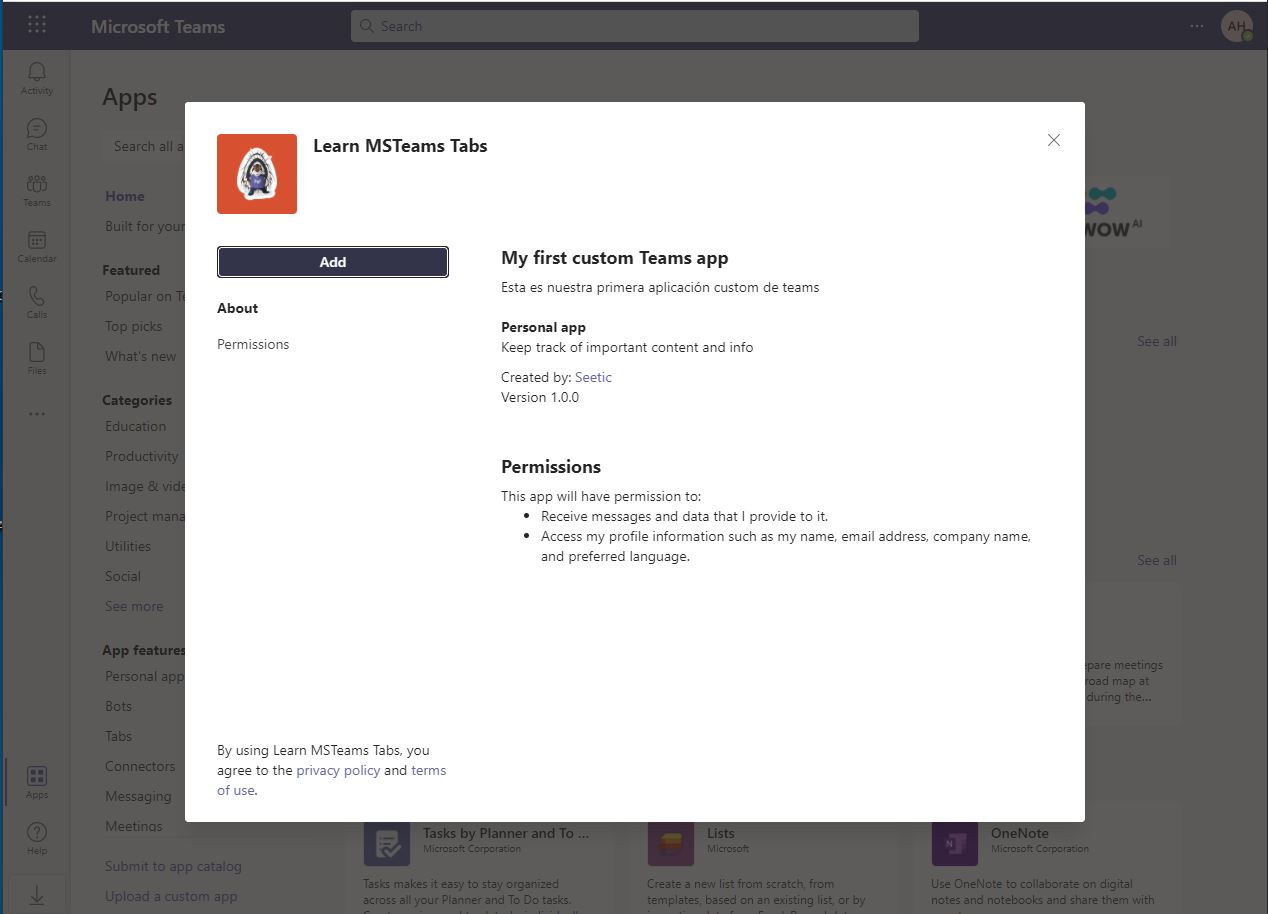 Microsoft Teams
Search
AH
Activity
Chat
Teams
Calendar
Calls
Files
Apps
Help
Apps
Search all a
Home
Built for your
Featured
Popular on Te
Top picks
What's new
Categories
Education
Productivity
Image & vide
Project mana
Utilities
Social
See more
App features
Personal app
Bots
Tabs
Connectors
Messaging
Meetings
Submit to app catalog
Upload a custom app
Learn MSTeams Tabs
Add
About
Permissions
By using Learn MSTeams Tabs, you
agree to the privacy policy and terms
of use.
My first custom Teams app
Esta es nuestra primera aplicación custom de teams
Personal app
Keep track of important content and info
Created by: Seetic
Version 1.0.0
Permissions
This app will have permission to:
• Receive messages and data that I provide to it.
• Access my profile information such as my name, email address, company name,
and preferred language.
WOW AI
See all
See all
epare meetings
road map at
during the...
Tasks by Planner and To ...
Microsoft Corporation
Tasks makes it easy to stay organized
across all your Planner and To Do tasks.
Lists
Microsoft
Create a new list from scratch, from
templates, based on an existing list, or by
OneNote
Microsoft Corporation
Use OneNote to collaborate on digital
notes and notebooks and share them with